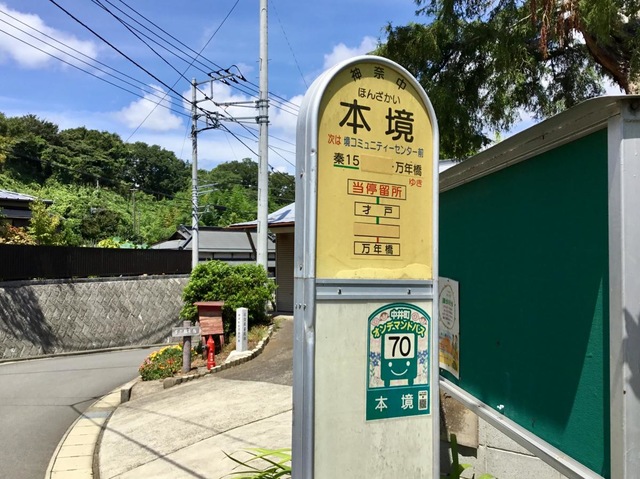 神奈中
ほんざかい
本境
次は 境コミュニティーセンター前
秦15 万年橋
ゆき
当停留所
才戸
万年橋
中井町
オンデマンドバス
70
本境